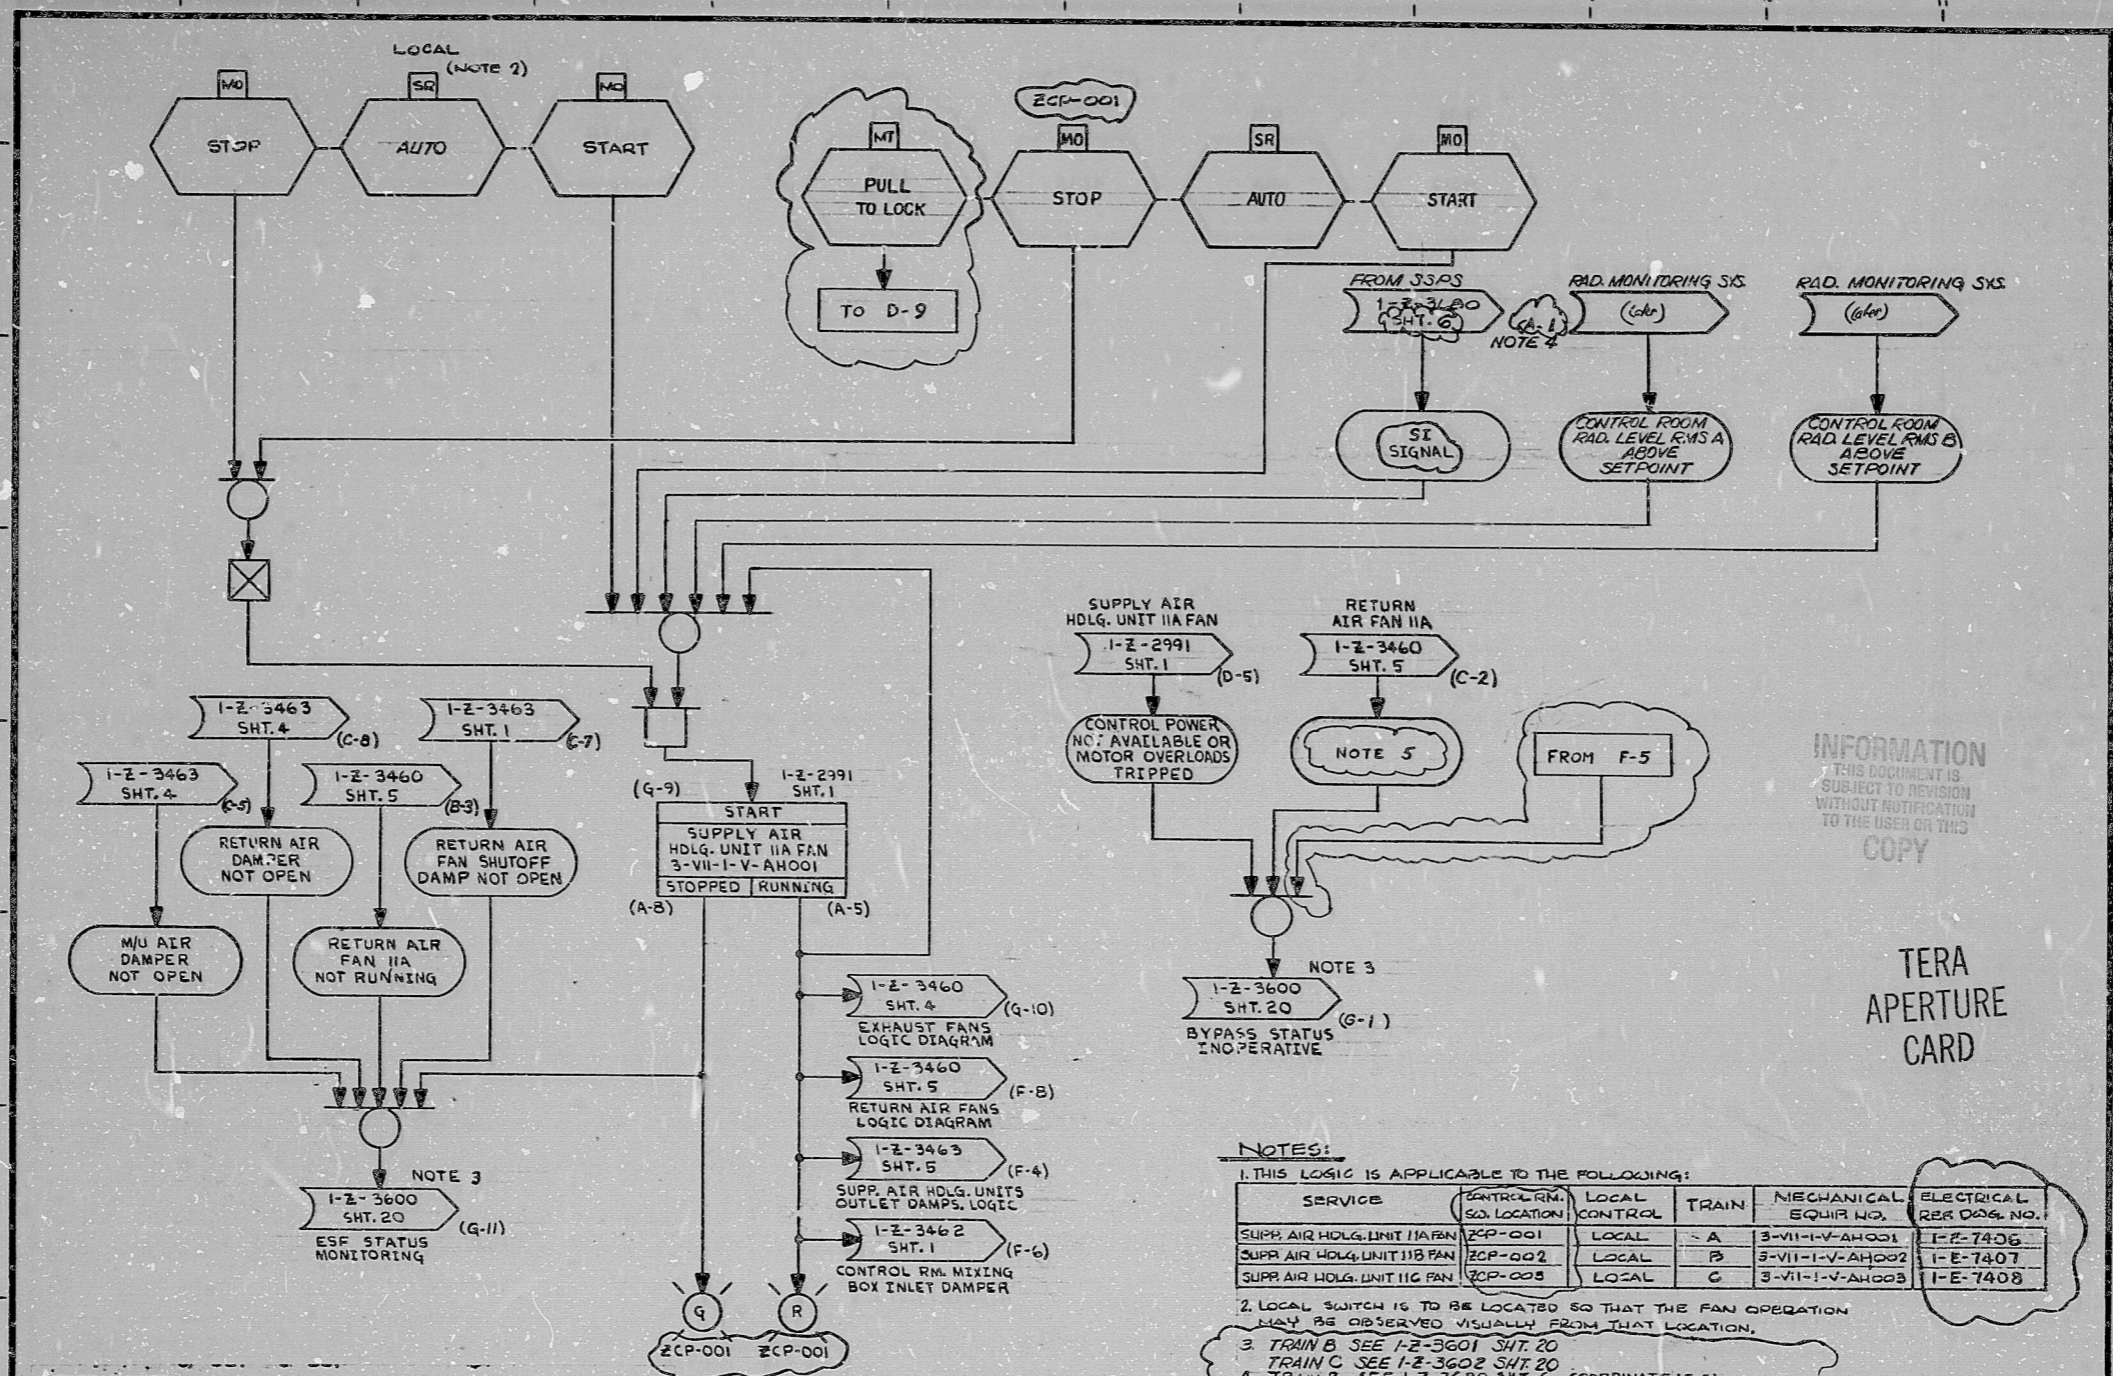 LOCAL
(NOTE 2)
MO
SR
MO
STOP
AUTO
START
ZCP-001
MT
MO
SR
MO
PULL
TO LOCK
STOP
AUTO
START
TO D-9
FROM SSPS
SHT. 6
NOTE 4
RAD. MONITORING SYS.
(later)
RAD. MONITORING SYS.
(later)
SI
SIGNAL
CONTROL ROOM
RAD. LEVEL RMS A
ABOVE
SETPOINT
CONTROL ROOM
RAD. LEVEL RMS B
ABOVE
SETPOINT
SUPPLY AIR
HDLG. UNIT 11A FAN
1-Z-2991
SHT. 1
(D-5)
RETURN
AIR FAN 11A
1-Z-3460
SHT. 5
(C-2)
CONTROL POWER
NOT AVAILABLE OR
MOTOR OVERLOADS
TRIPPED
NOTE 5
FROM F-5
INFORMATION
THIS DOCUMENT IS
SUBJECT TO REVISION
WITHOUT NOTIFICATION
TO THE USER OR THIS
COPY
1-Z-3463
SHT. 4
(C-8)
1-Z-3463
SHT. 1
(C-7)
1-Z-3463
SHT. 4
(C-5)
1-Z-3460
SHT. 5
(B-3)
RETURN AIR
DAMPER
NOT OPEN
RETURN AIR
FAN SHUTOFF
DAMP NOT OPEN
M/U AIR
DAMPER
NOT OPEN
RETURN AIR
FAN 11A
NOT RUNNING
(G-9)
1-Z-2991
SHT. 1
START
SUPPLY AIR
HDLG. UNIT 11A FAN
3-VII-1-V-AH001
STOPPED RUNNING
(A-8)
(A-5)
1-Z-3460
SHT. 4
(G-10)
EXHAUST FANS
LOGIC DIAGRAM
1-Z-3460
SHT. 5
(F-8)
RETURN AIR FANS
LOGIC DIAGRAM
1-Z-3463
SHT. 5
(F-4)
SUPP. AIR HDLG. UNITS
OUTLET DAMPS. LOGIC
1-Z-3462
SHT. 1
(F-6)
CONTROL RM. MIXING
BOX INLET DAMPER
NOTE 3
1-Z-3600
SHT. 20
(G-1)
BYPASS STATUS
INOPERATIVE
TERA
APERTURE
CARD
NOTE 3
1-Z-3600
SHT. 20
(G-11)
ESF STATUS
MONITORING
G
R
ZCP-001
ZCP-001
NOTES:
1. THIS LOGIC IS APPLICABLE TO THE FOLLOWING:
SERVICE
CONTROL RM.
SW. LOCATION
LOCAL
CONTROL
TRAIN
MECHANICAL
EQUIP. NO.
ELECTRICAL
REF. DWG. NO.
SUPP. AIR HDLG. UNIT 11A FAN ZCP-001 LOCAL A 3-VII-1-V-AH001 1-E-7406
SUPP. AIR HDLG. UNIT 11B FAN ZCP-002 LOCAL B 3-VII-1-V-AH002 1-E-7407
SUPP. AIR HDLG. UNIT 11C FAN ZCP-003 LOCAL C 3-VII-1-V-AH003 1-E-7408
2. LOCAL SWITCH IS TO BE LOCATED SO THAT THE FAN OPERATION
MAY BE OBSERVED VISUALLY FROM THAT LOCATION.
3. TRAIN B SEE 1-Z-3601 SHT. 20
TRAIN C SEE 1-Z-3602 SHT. 20